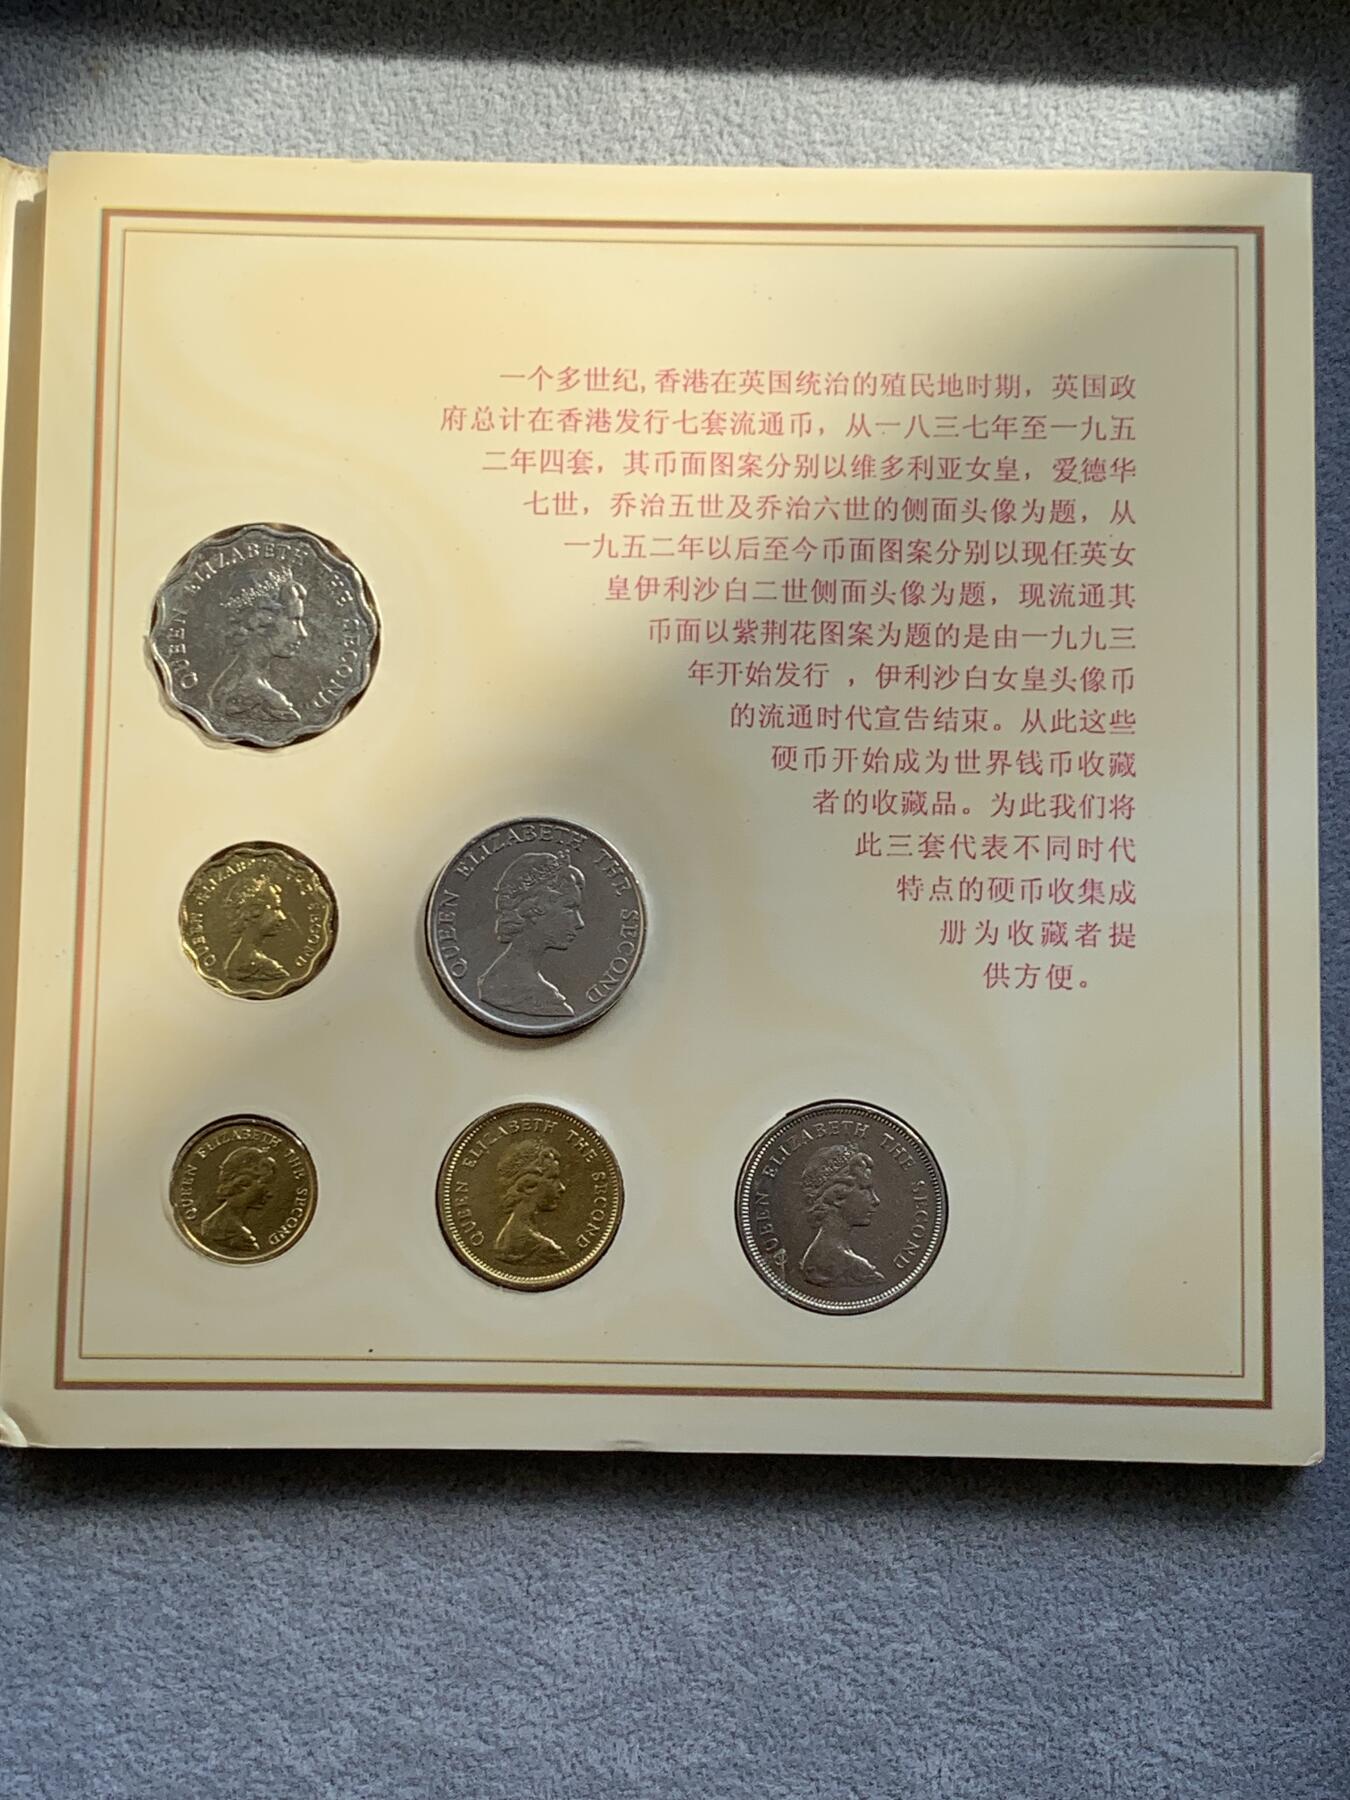 一个多世纪，香港在英国统治的殖民地时期，英国政
府总计在香港发行七套流通币，从一八三七年至一九五
二年四套，其币面图案分别以维多利亚女皇，爱德华
七世，乔治五世及乔治六世的侧面头像为题，从
一九五二年以后至今币面图案分别以现任英女
皇伊利沙白二世侧面头像为题，现流通其
币面以紫荆花图案为题的是由一九九三
年开始发行 ，伊利沙白女皇头像币
的流通时代宣告结束。从此这些
硬币开始成为世界钱币收藏
者的收藏品。为此我们将
此三套代表不同时代
特点的硬币收集成
册为收藏者提
供方便。
QUEEN ELIZABETH THE SECOND
QUEEN ELIZABETH THE SECOND
QUEEN ELIZABETH THE SECOND
QUEEN ELIZABETH THE SECOND
QUEEN ELIZABETH THE SECOND
QUEEN ELIZABETH THE SECOND